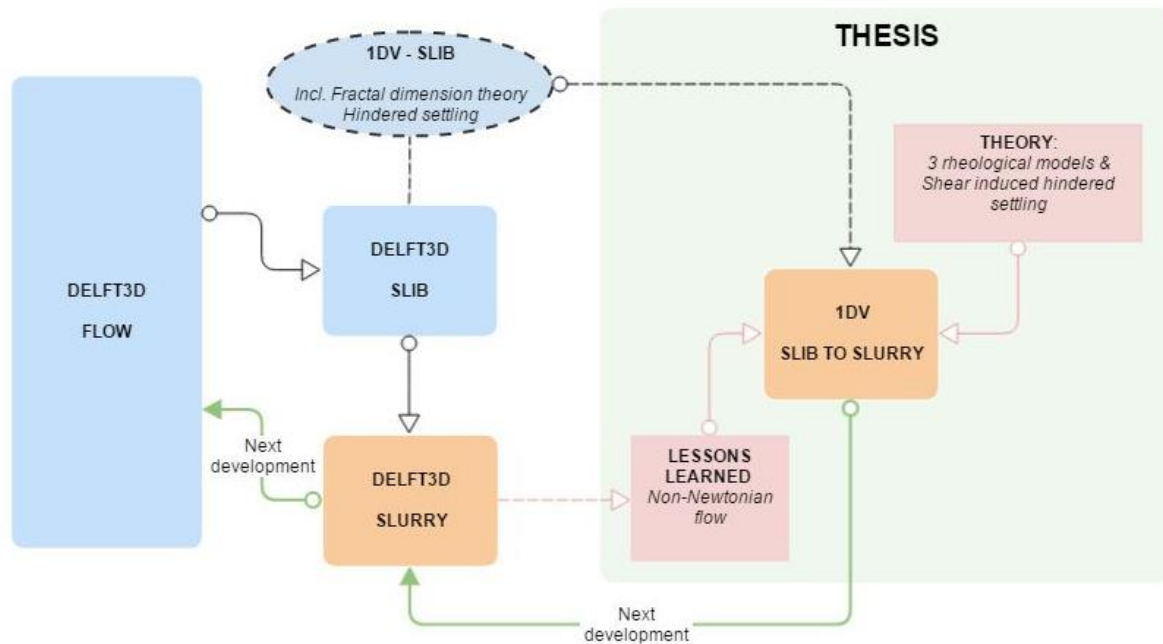 THESIS
1DV - SLIB
Incl. Fractal dimension theory
Hindered settling
THEORY:
3 rheological models &
Shear induced hindered
settling
DELFT3D
SLIB
DELFT3D
FLOW
1DV
SLIB TO SLURRY
Next
development
DELFT3D
SLURRY
LESSONS
LEARNED
Non-Newtonian
flow
Next
development